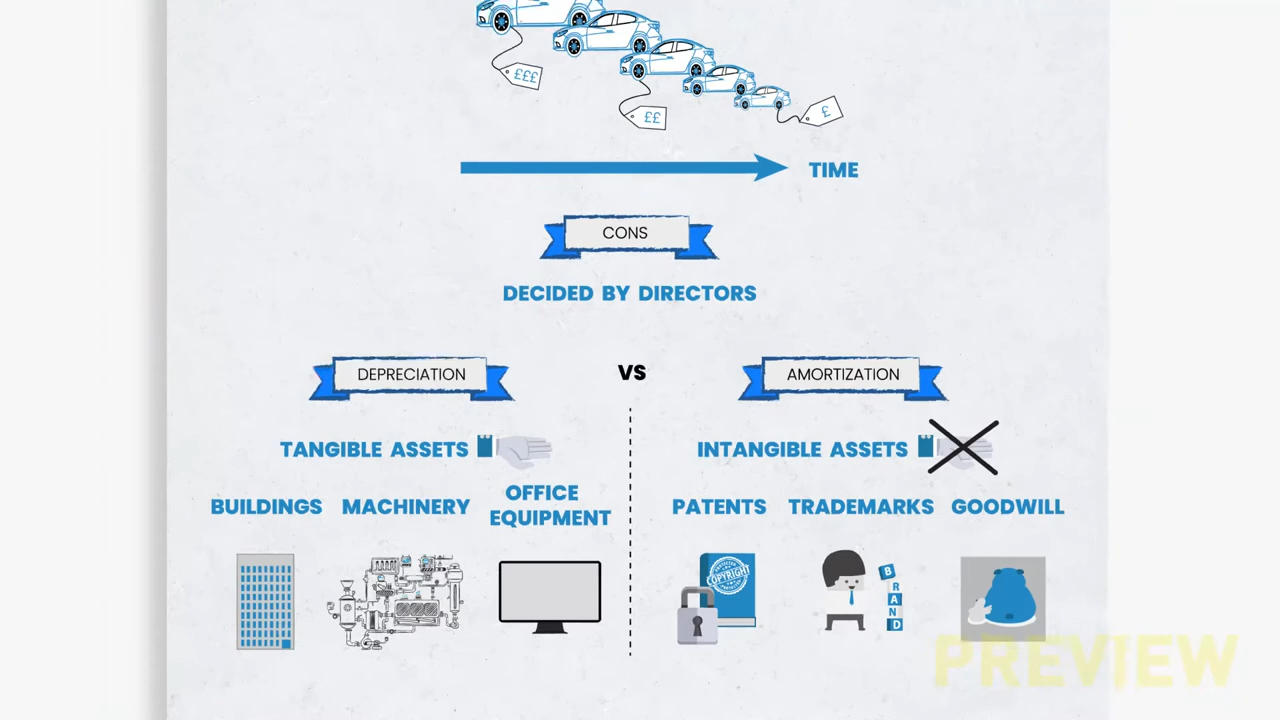 £££
££
£
TIME
CONS
DECIDED BY DIRECTORS
DEPRECIATION
VS
AMORTIZATION
TANGIBLE ASSETS
INTANGIBLE ASSETS
BUILDINGS
MACHINERY
OFFICE
EQUIPMENT
PATENTS
TRADEMARKS
GOODWILL
COPYRIGHT
B
R
A
N
D
PREVIEW